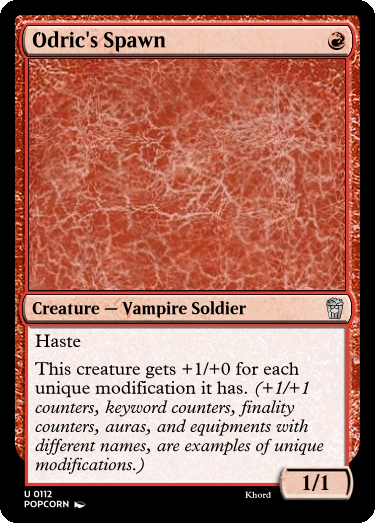 Odric's Spawn
Creature — Vampire Soldier
Haste
This creature gets +1/+0 for each
unique modification it has. (+1/+1
counters, keyword counters, finality
counters, auras, and equipments with
different names, are examples of unique
modifications.)
1/1
U 0112
POPCORN
Khord